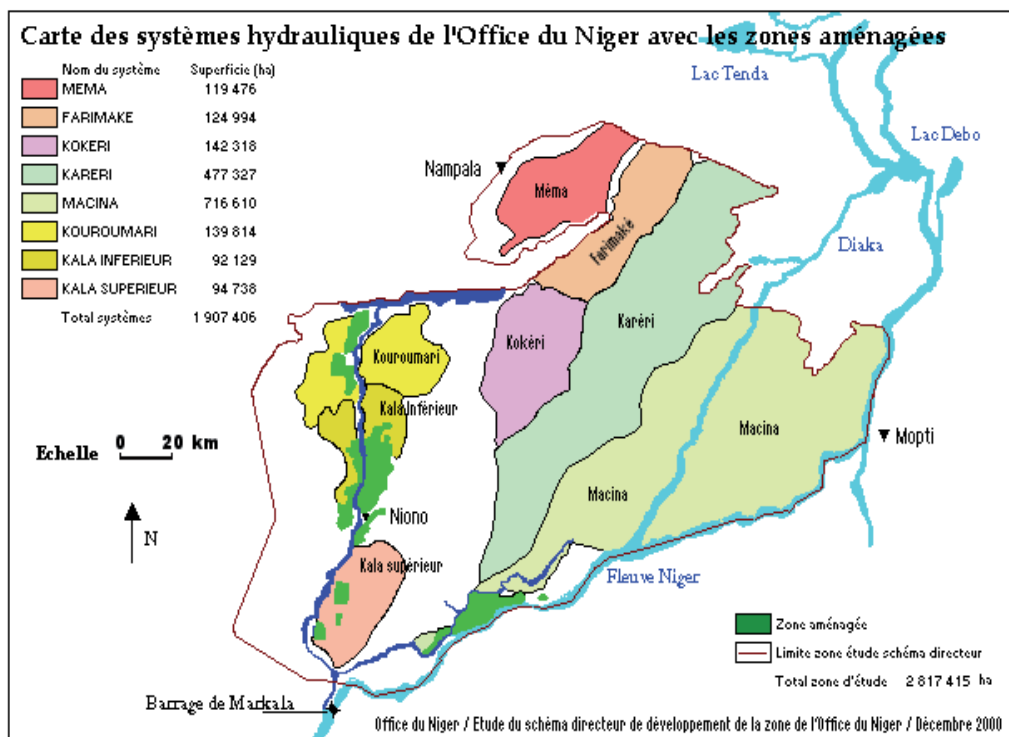 Carte des systèmes hydrauliques de l'Office du Niger avec les zones aménagées
Nom du système Superficie (ha)
MEMA 119 476
FARIMAKE 124 994
KOKERI 142 318
KARERI 477 327
MACINA 716 610
KOUROUMARI 139 814
KALA INFERIEUR 92 129
KALA SUPERIEUR 94 738
Total systèmes 1 907 406
Lac Tenda
Lac Debo
Nampala
Méma
Farimaké
Diaka
Karéri
Kokéri
Kouroumari
Kala Inférieur
Echelle 0 20 km
Macina
Mopti
Macina
N
Niono
Kala supérieur
Fleuve Niger
Zone aménagée
Limite zone étude schéma directeur
Total zone d'étude 2 817 415 ha
Barrage de Markala
Office du Niger / Etude du schéma directeur de développement de la zone de l'Office du Niger / Décembre 2000